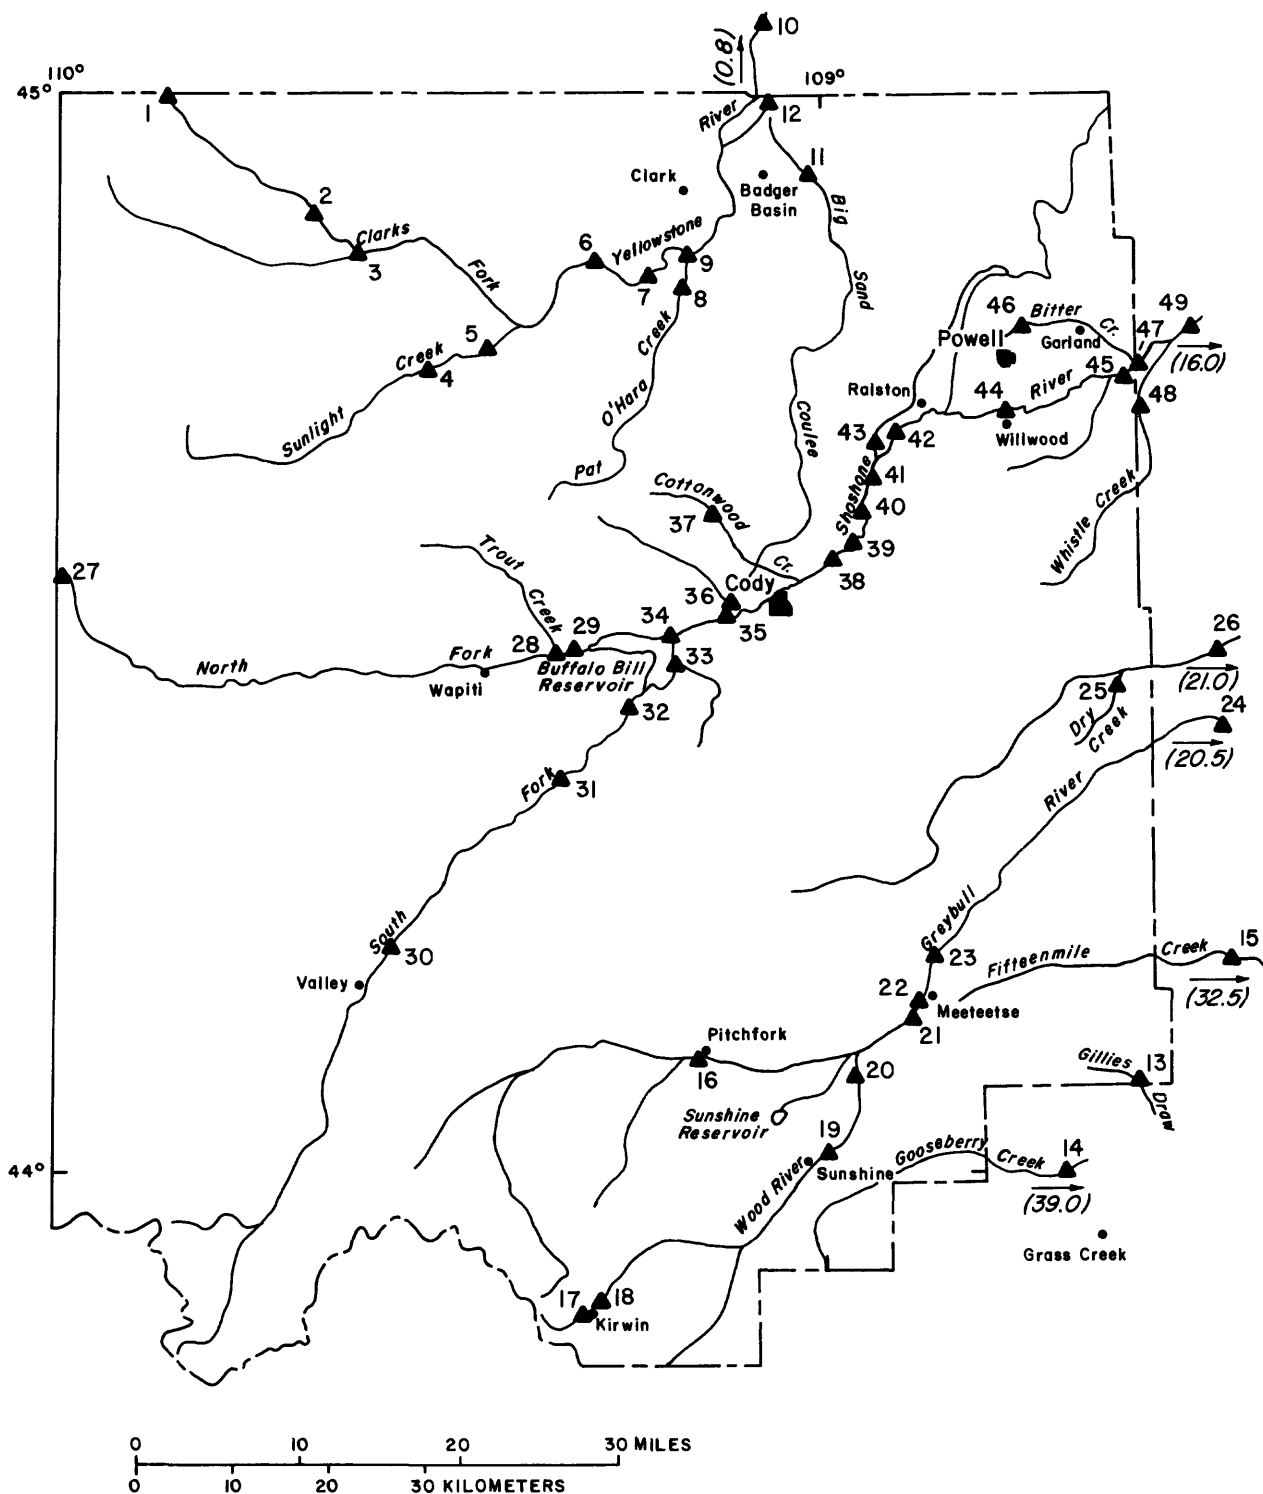 10
(0.8)
110°
45°
109°
1
12
River
11
Clark
Badger
Basin
2
Big
Clarks
3
Yellowstone
6
9
7
8
Fork
Sand
46
Bitter
Cr.
49
47
Powell
Garland
(16.0)
5
Creek
4
Creek
45
River
Ralston
44
48
O'Hara
Coulee
Sunlight
43
42
Willwood
Pat
41
Shoshone
Cottonwood
40
37
Whistle Creek
39
Trout
38
Cr.
27
Cody
36
Creek
34
35
29
26
28
33
Fork
North
Buffalo Bill
Reservoir
Wapiti
(21.0)
25
32
24
Dry
Creek
(20.5)
Fork
31
River
South
30
Greybull
23
15
Fifteenmile
Creek
Valley
22
(32.5)
Meeteetse
21
Pitchfork
Gillies
13
16
20
Draw
Sunshine
Reservoir
19
Gooseberry
Creek
14
44°
Sunshine
(39.0)
Wood River
Grass Creek
17
18
Kirwin
0 10 20 30 MILES
0 10 20 30 KILOMETERS